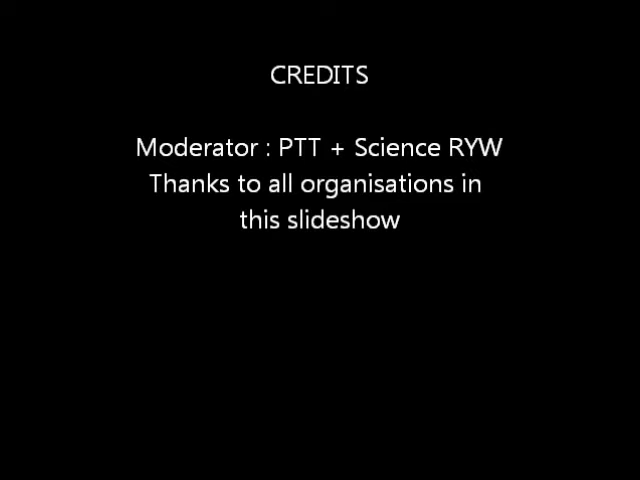 CREDITS
Moderator : PTT + Science RYW
Thanks to all organisations in
this slideshow